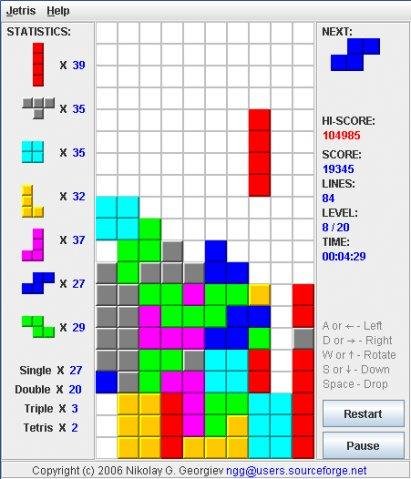 Jetris Help
STATISTICS:
X 39
X 35
X 35
X 32
X 37
X 27
X 29
Single X 27
Double X 20
Triple X 3
Tetris X 2
NEXT:
HI-SCORE:
104985
SCORE:
19345
LINES:
84
LEVEL:
8 / 20
TIME:
00:04:29
A or ← - Left
D or → - Right
W or ↑ - Rotate
S or ↓ - Down
Space - Drop
Restart
Pause
Copyright (c) 2006 Nikolay G. Georgiev ngg@users.sourceforge.net